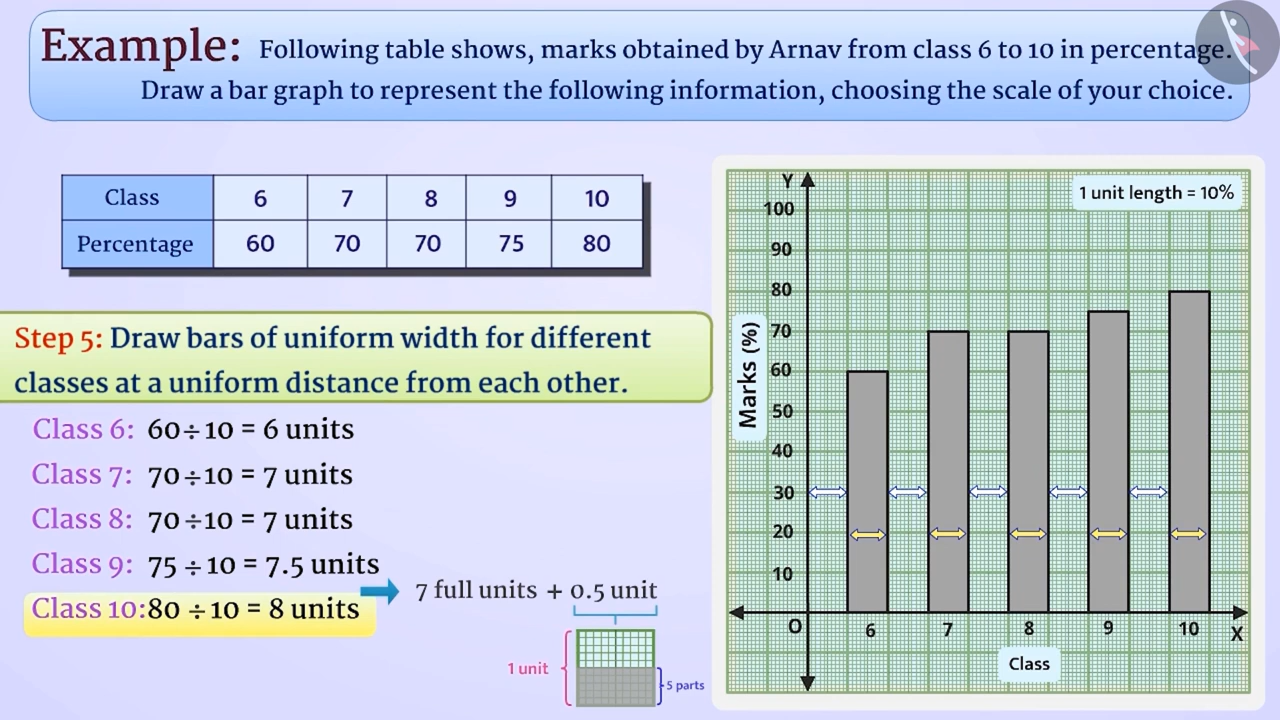 Example: Following table shows, marks obtained by Arnav from class 6 to 10 in percentage.
Draw a bar graph to represent the following information, choosing the scale of your choice.
Class 6 7 8 9 10
Percentage 60 70 70 75 80
Step 5: Draw bars of uniform width for different
classes at a uniform distance from each other.
Class 6: 60÷10 = 6 units
Class 7: 70÷10 = 7 units
Class 8: 70÷10 = 7 units
Class 9: 75÷10 = 7.5 units
Class 10: 80÷10 = 8 units
7 full units + 0.5 unit
1 unit
5 parts
1 unit length = 10%
Y
100
90
80
70
60
50
40
30
20
10
Marks (%)
O 6 7 8 9 10 X
Class